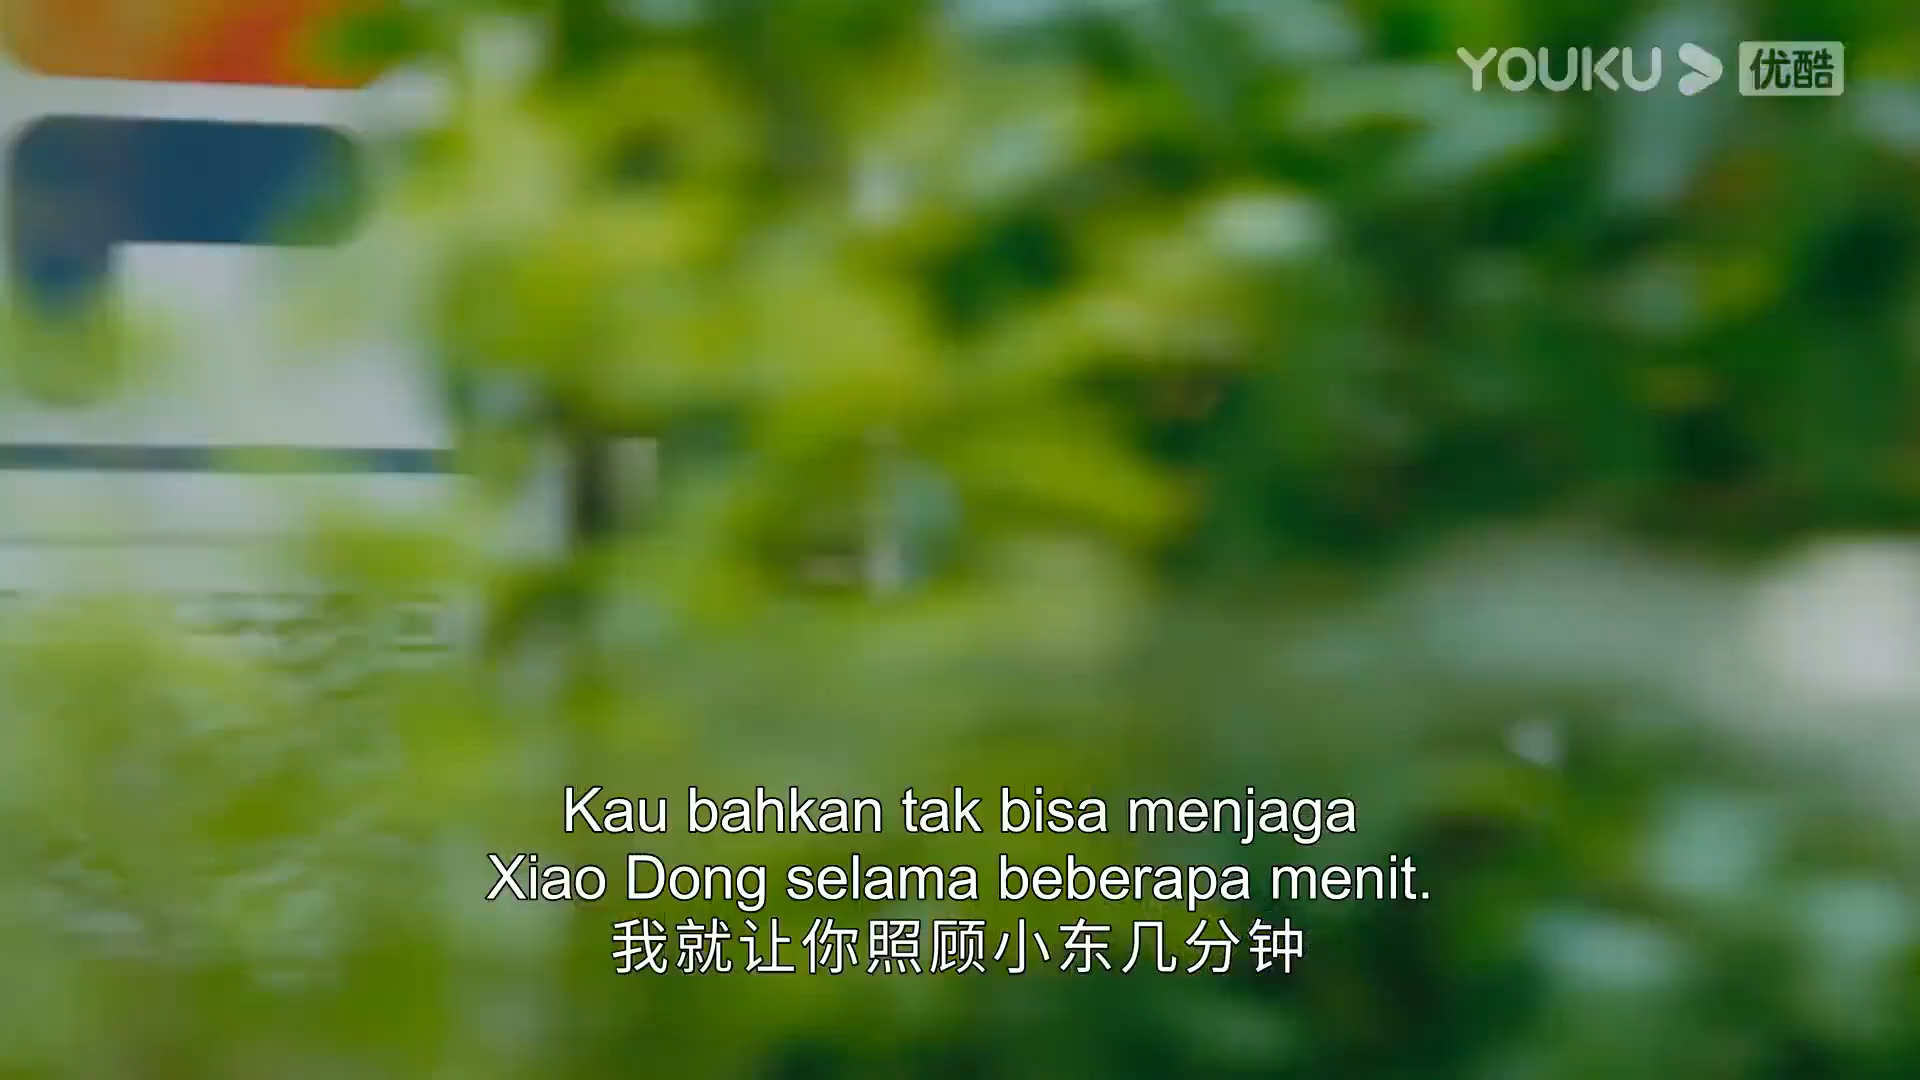 YOUKU 优酷
Kau bahkan tak bisa menjaga
Xiao Dong selama beberapa menit.
我就让你照顾小东几分钟